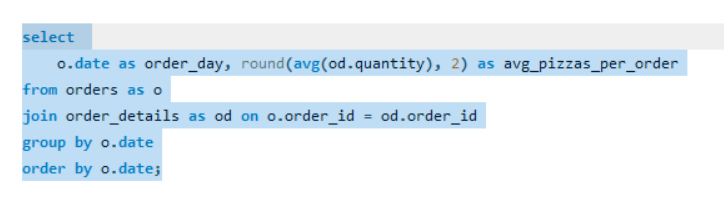 select
o.date as order_day, round(avg(od.quantity), 2) as avg_pizzas_per_order
from orders as o
join order_details as od on o.order_id = od.order_id
group by o.date
order by o.date;